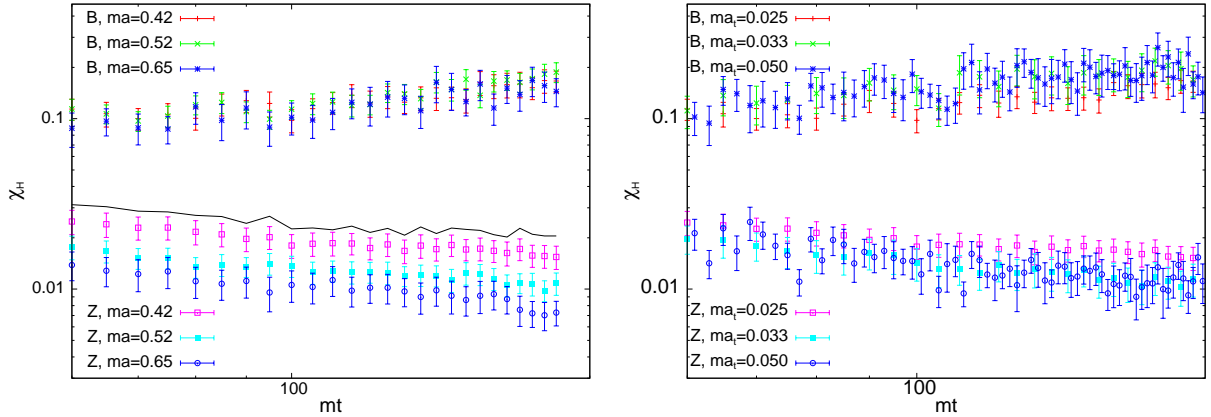 B, ma=0.42
B, ma=0.52
B, ma=0.65
0.1
χH
0.01
Z, ma=0.42
Z, ma=0.52
Z, ma=0.65
100
mt
B, mat=0.025
B, mat=0.033
B, mat=0.050
0.1
χH
0.01
Z, mat=0.025
Z, mat=0.033
Z, mat=0.050
100
mt